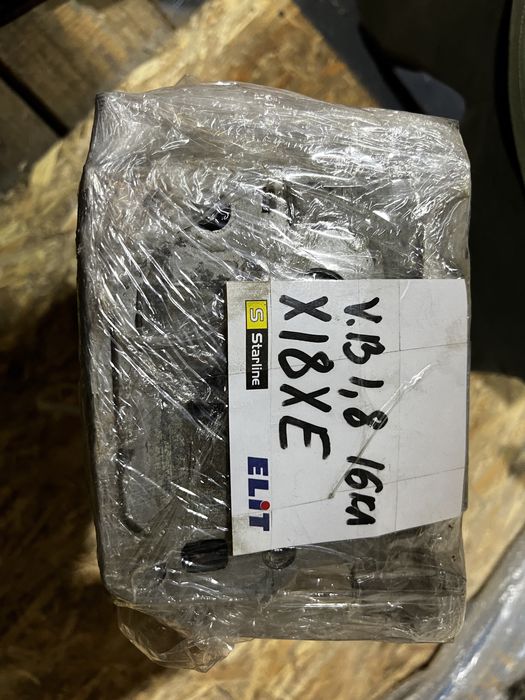 V.B 1,8 16кл
X18XE
S Starline
ELiT